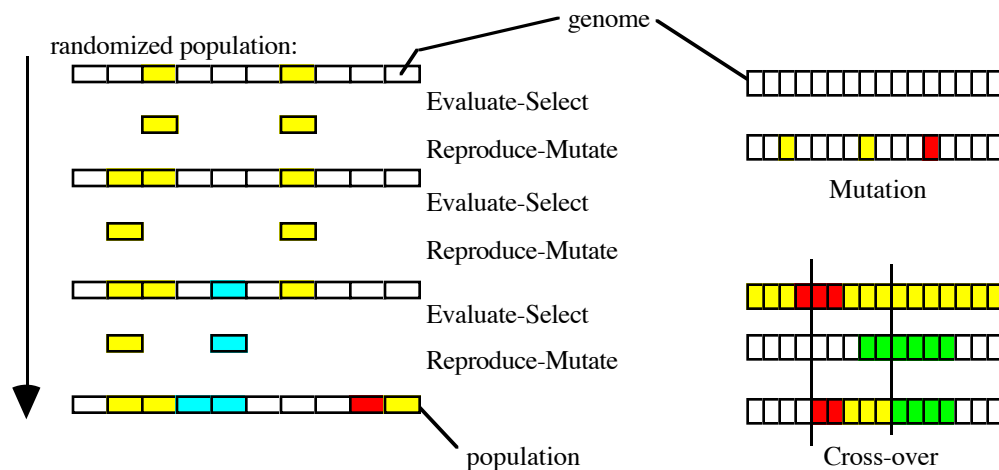 genome
randomized population:
Evaluate-Select
Reproduce-Mutate
Evaluate-Select
Reproduce-Mutate
Evaluate-Select
Reproduce-Mutate
population
Mutation
Cross-over